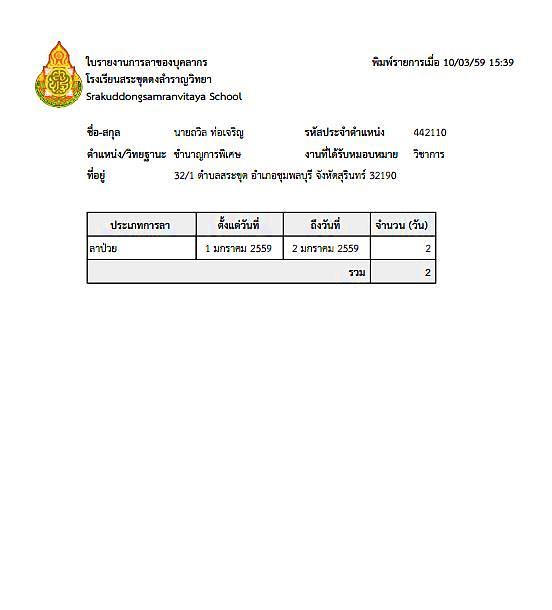 ใบรายงานการลาของบุคลากร พิมพ์รายการเมื่อ 10/03/59 15:39
โรงเรียนสระขุดดงสำราญวิทยา
Srakuddongsamranvitaya School
ชื่อ-สกุล นายถวิล ท่อเจริญ รหัสประจำตำแหน่ง 442110
ตำแหน่ง/วิทยฐานะ ชำนาญการพิเศษ งานที่ได้รับหมอบหมาย วิชาการ
ที่อยู่ 32/1 ตำบลสระขุด อำเภอชุมพลบุรี จังหัดสุรินทร์ 32190
ประเภทการลา ตั้งแต่วันที่ ถึงวันที่ จำนวน (วัน)
ลาป่วย 1 มกราคม 2559 2 มกราคม 2559 2
รวม 2